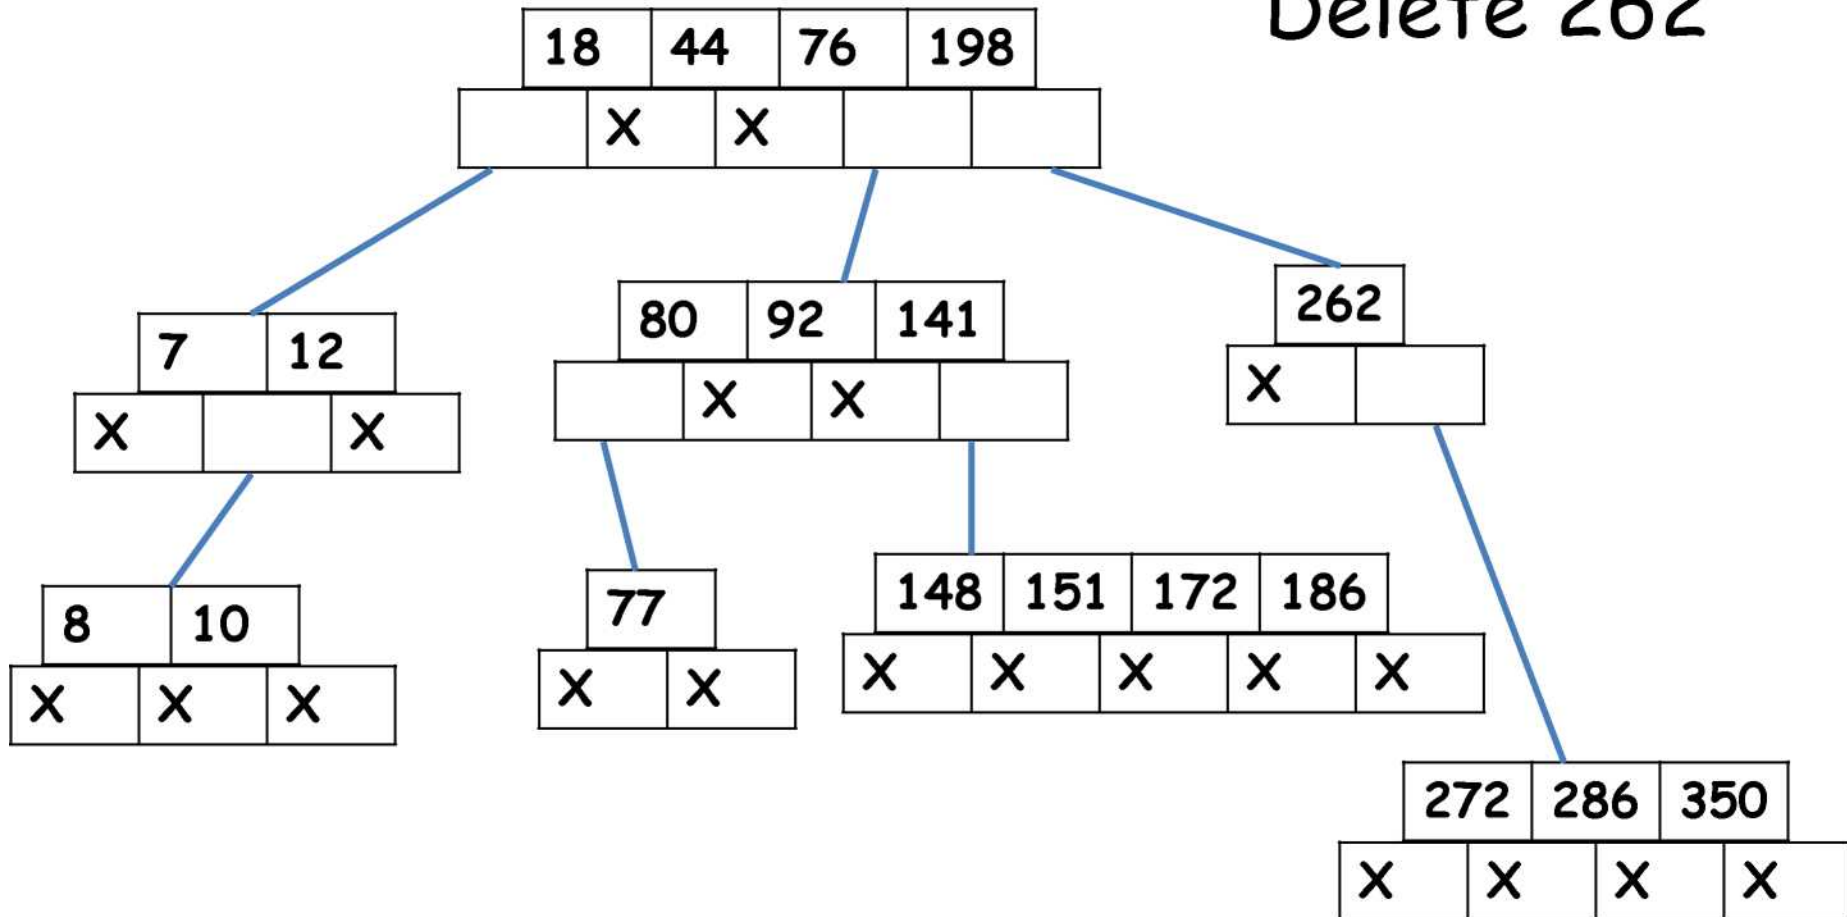 Delete 262
18 44 76 198
X X
7 12
X X
80 92 141
X X
262
X
8 10
X X X
77
X X
148 151 172 186
X X X X X
272 286 350
X X X X